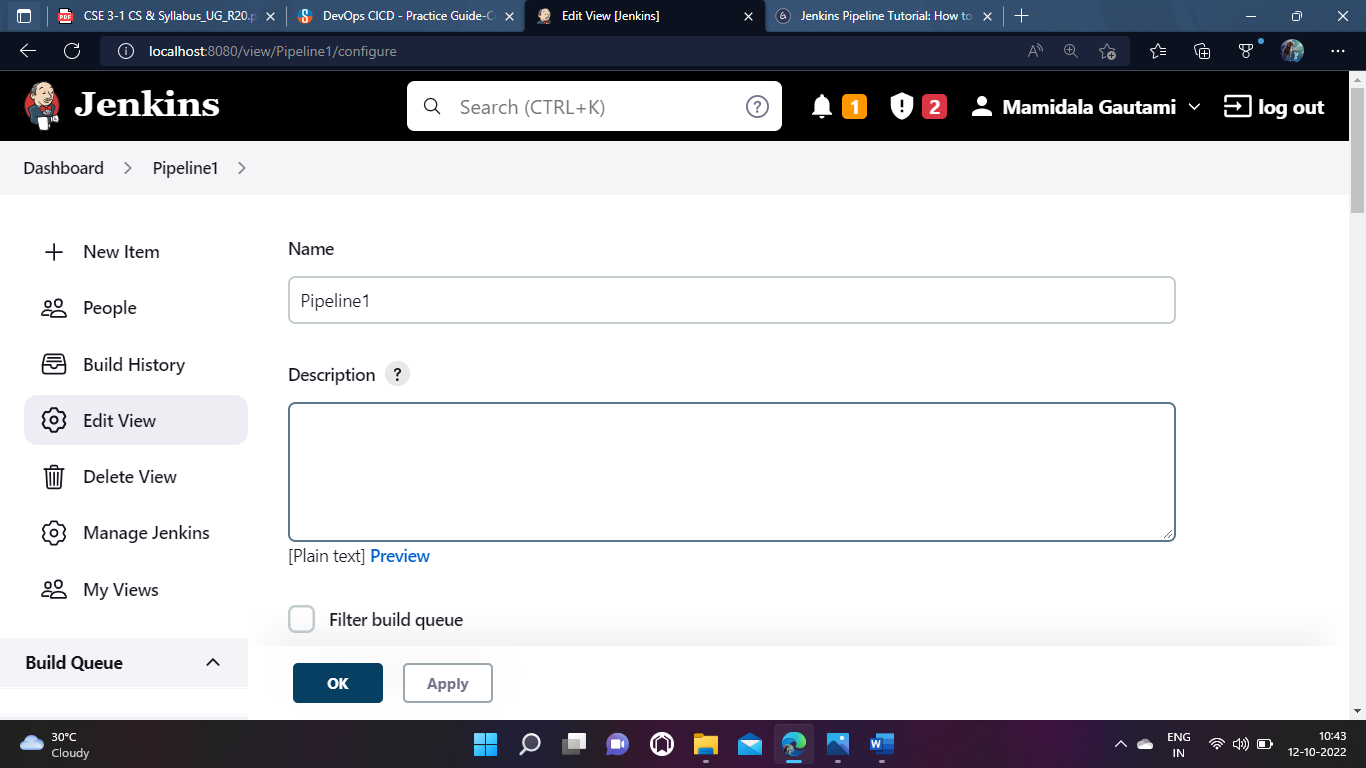 CSE 3-1 CS & Syllabus_UG_R20.p
DevOps CICD - Practice Guide-C
Edit View [Jenkins]
Jenkins Pipeline Tutorial: How to
localhost:8080/view/Pipeline1/configure
Jenkins
Search (CTRL+K)
?
1
2
Mamidala Gautami
log out
Dashboard > Pipeline1 >
New Item
People
Build History
Edit View
Delete View
Manage Jenkins
My Views
Build Queue
Name
Pipeline1
Description ?
[Plain text] Preview
Filter build queue
OK
Apply
30°C
Cloudy
ENG
IN
10:43
12-10-2022